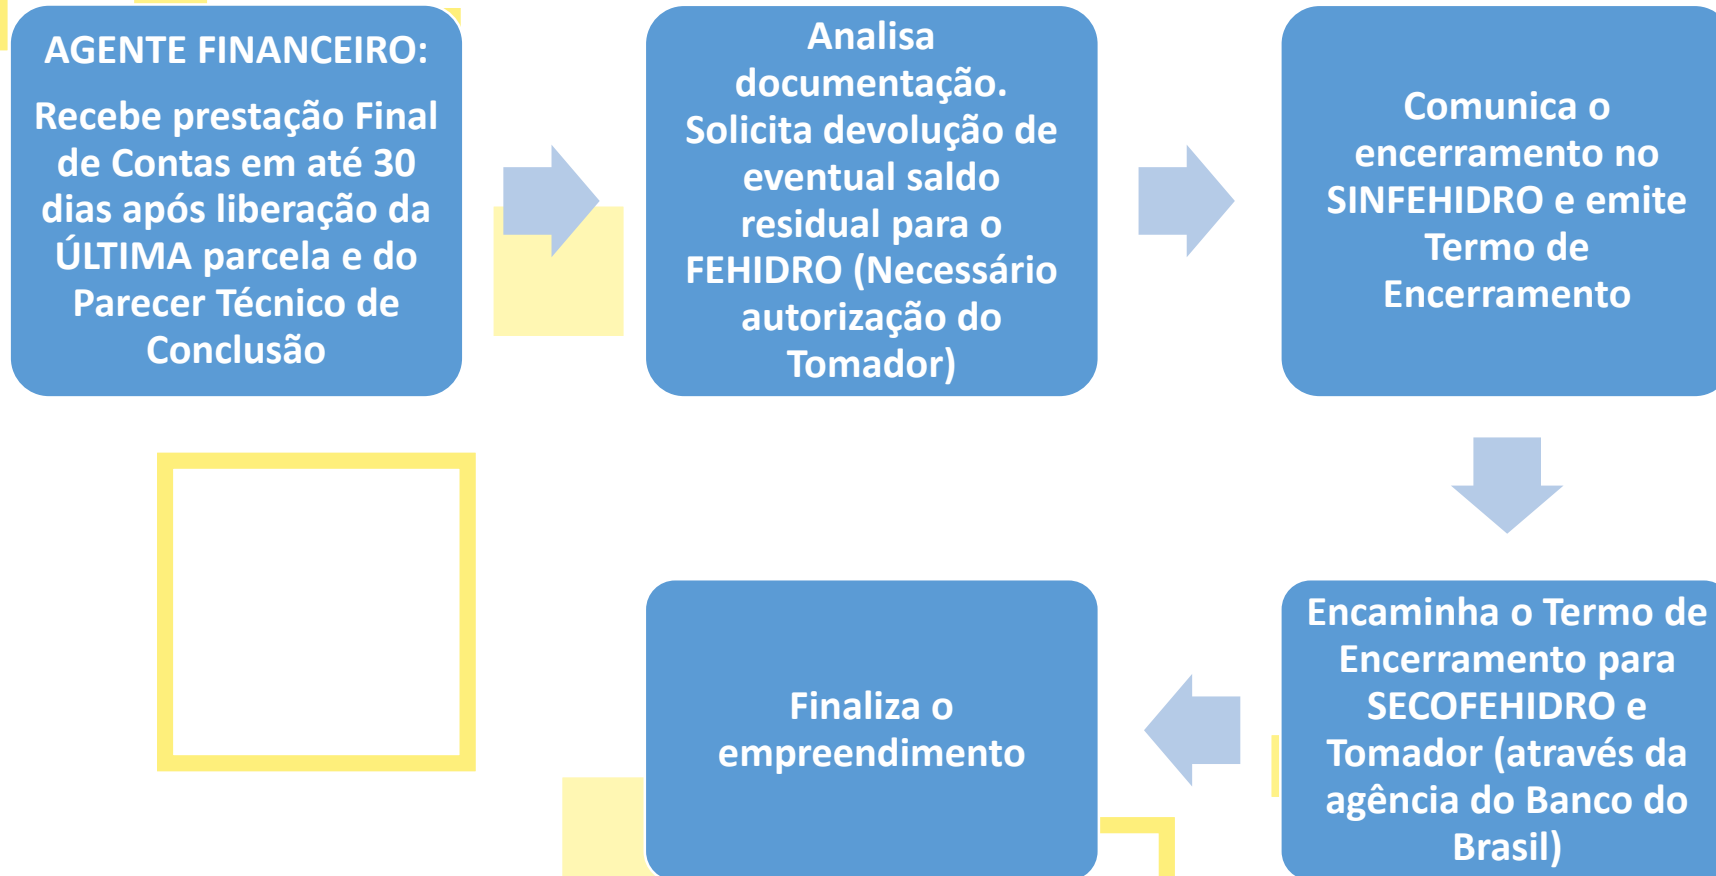 AGENTE FINANCEIRO:
Recebe prestação Final
de Contas em até 30
dias após liberação da
ÚLTIMA parcela e do
Parecer Técnico de
Conclusão
Analisa
documentação.
Solicita devolução de
eventual saldo
residual para o
FEHIDRO (Necessário
autorização do
Tomador)
Comunica o
encerramento no
SINFEHIDRO e emite
Termo de
Encerramento
Encaminha o Termo de
Encerramento para
SECOFEHIDRO e
Tomador (através da
agência do Banco do
Brasil)
Finaliza o
empreendimento